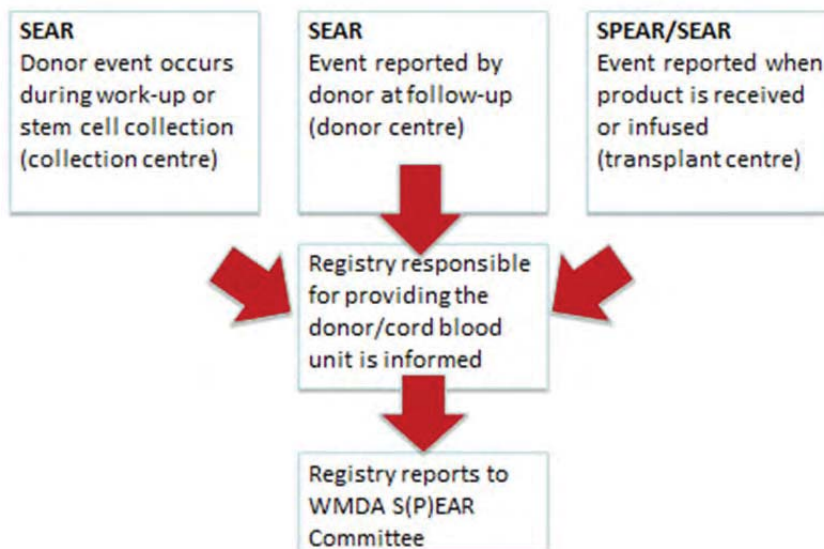 SEAR
Donor event occurs
during work-up or
stem cell collection
(collection centre)
SEAR
Event reported by
donor at follow-up
(donor centre)
SPEAR/SEAR
Event reported when
product is received
or infused
(transplant centre)
Registry responsible
for providing the
donor/cord blood
unit is informed
Registry reports to
WMDA S(P)EAR
Committee